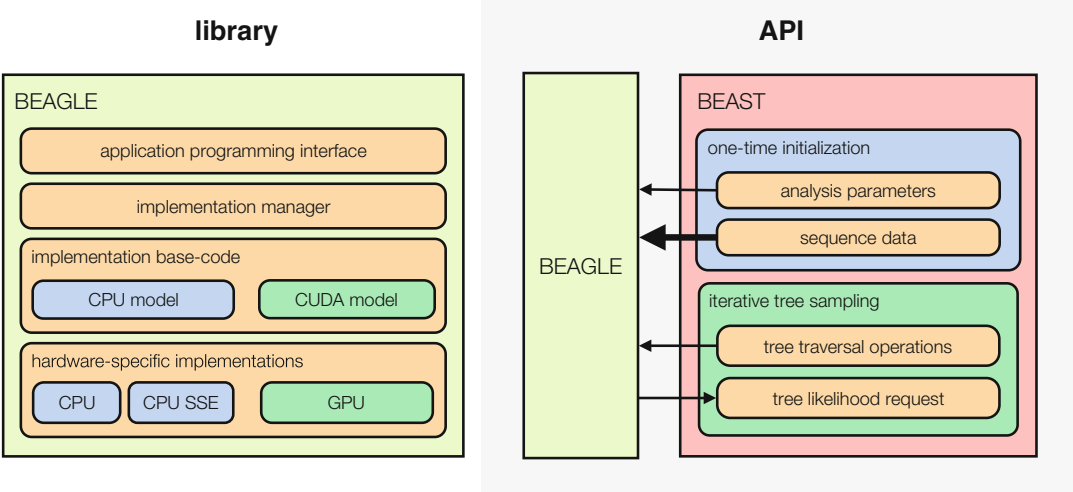 library
BEAGLE
application programming interface
implementation manager
implementation base-code
CPU model
CUDA model
hardware-specific implementations
CPU
CPU SSE
GPU
API
BEAGLE
BEAST
one-time initialization
analysis parameters
sequence data
iterative tree sampling
tree traversal operations
tree likelihood request